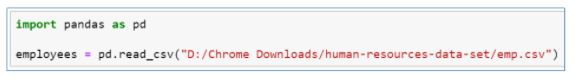 import pandas as pd
employees = pd.read_csv("D:/Chrome Downloads/human-resources-data-set/emp.csv")